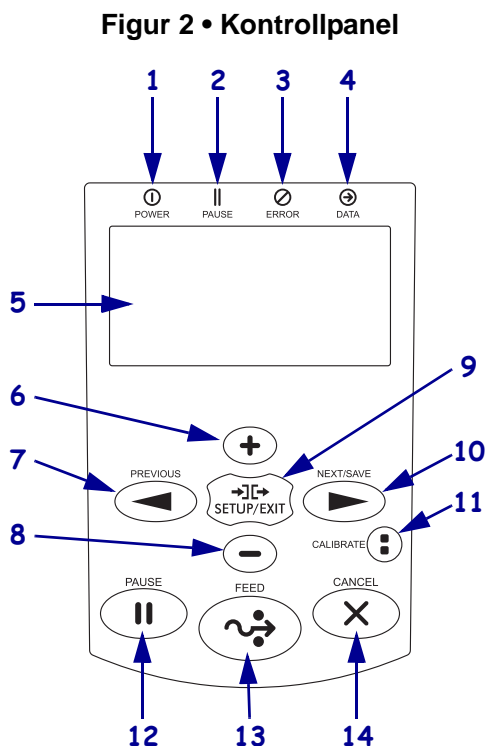 Figur 2 • Kontrollpanel
1 2 3 4
POWER PAUSE ERROR DATA
5
6
9
7
PREVIOUS
NEXT/SAVE
10
SETUP/EXIT
11
8
CALIBRATE
PAUSE
FEED
CANCEL
12 13 14